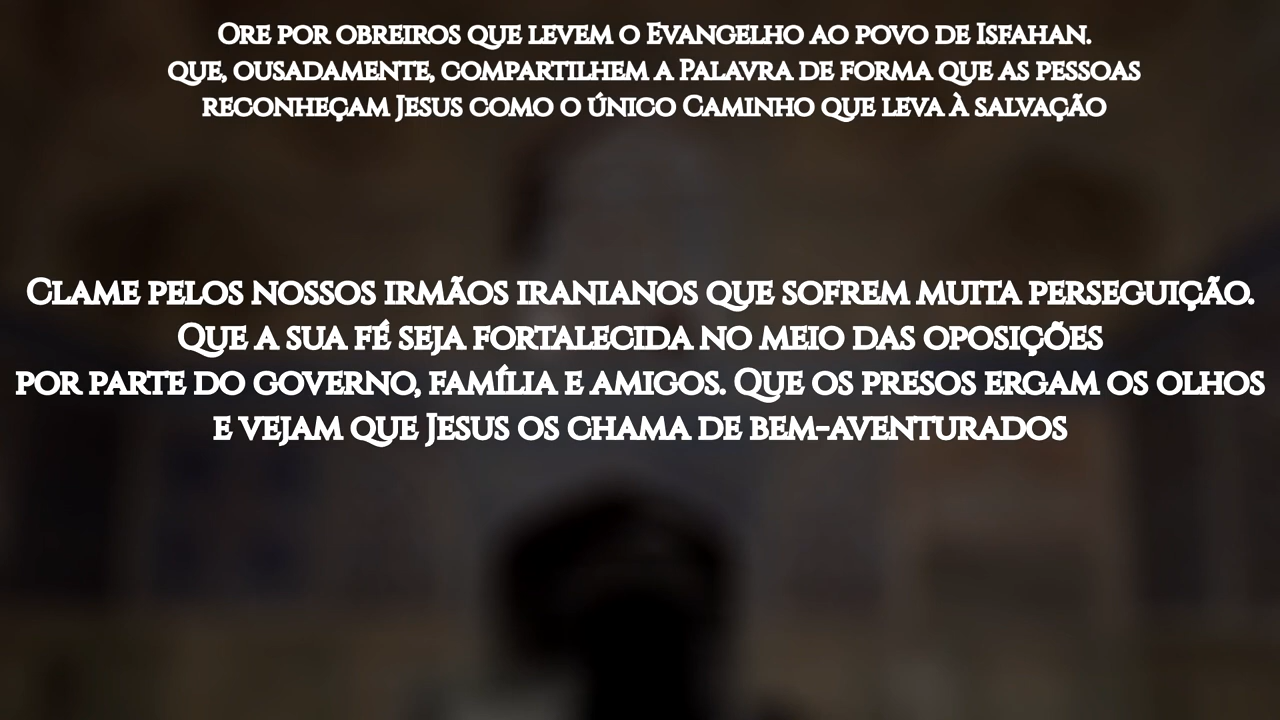 Ore por obreiros que levem o Evangelho ao povo de Isfahan.
que, ousadamente, compartilhem a Palavra de forma que as pessoas
reconheçam Jesus como o único Caminho que leva à salvação
Clame pelos nossos irmãos iranianos que sofrem muita perseguição.
Que a sua fé seja fortalecida no meio das oposições
por parte do governo, família e amigos. Que os presos ergam os olhos
e vejam que Jesus os chama de bem-aventurados